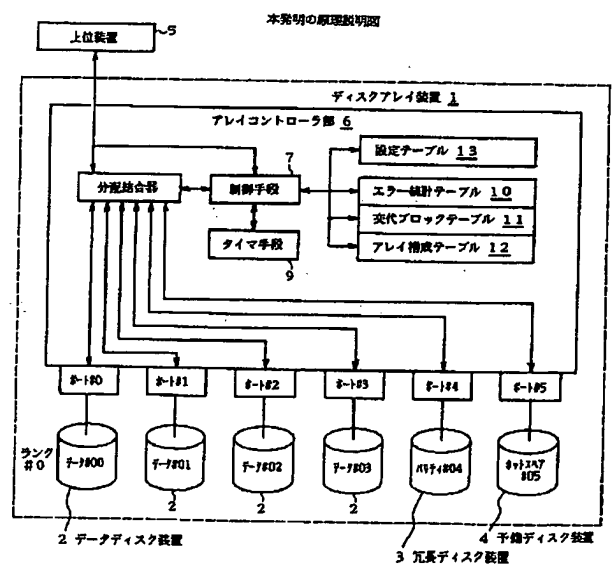 本発明の原理説明図
上位装置 5
ディスクアレイ装置 1
アレイコントローラ部 6
7
設定テーブル 13
分配結合器
制御手段
エラー統計テーブル 10
交代ブロックテーブル 11
タイマ手段
アレイ構成テーブル 12
9
ポート#0 ポート#1 ポート#2 ポート#3 ポート#4 ポート#5
ランク#0
データ#00 データ#01 データ#02 データ#03 パリティ#04 ホットスペア#05
2 2 2
2 データディスク装置
3 冗長ディスク装置
4 予備ディスク装置